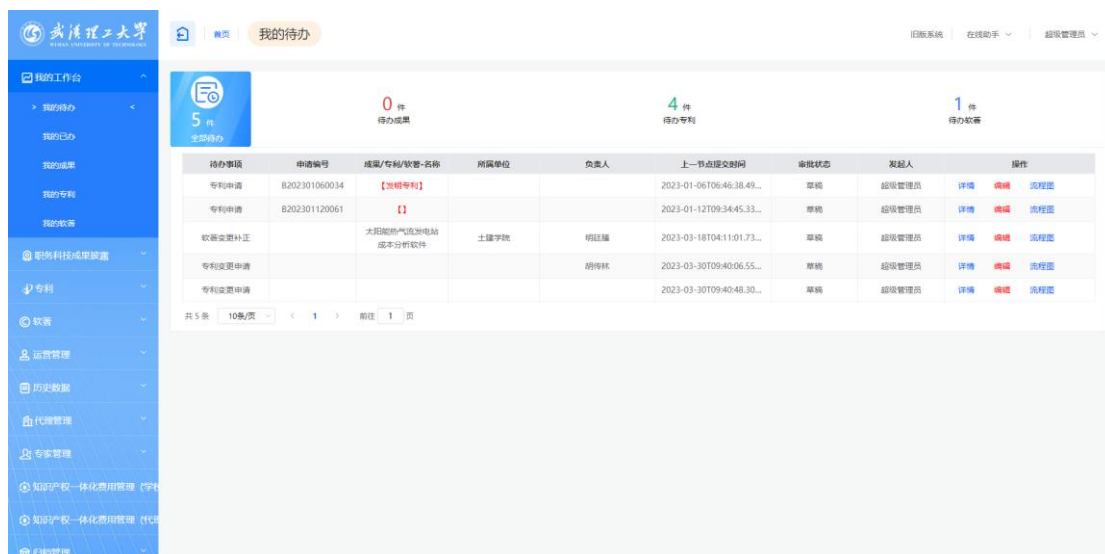 武汉理工大学
WUHAN UNIVERSITY OF TECHNOLOGY
首页 我的待办 旧版系统 在线助手 超级管理员
我的工作台
> 我的待办
我的已办
我的成果
我的专利
我的软著
职务科技成果披露
专利
软著
运营管理
历史数据
代理管理
专家管理
知识产权一体化费用管理 (学校
知识产权一体化费用管理 (代理
归档管理
5 件
全部待办
0 件
待办成果
4 件
待办专利
1 件
待办软著
待办事项 申请编号 成果/专利/软著-名称 所属单位 负责人 上一节点提交时间 审批状态 发起人 操作
专利申请 B202301060034 【发明专利】 2023-01-06T06:46:38.49... 草稿 超级管理员 详情 编辑 流程图
专利申请 B202301120061 【】 2023-01-12T09:34:45.33... 草稿 超级管理员 详情 编辑 流程图
软著变更补正 太阳能热气流发电站成本分析软件 土建学院 明廷臻 2023-03-18T04:11:01.73... 草稿 超级管理员 详情 编辑 流程图
专利变更申请 胡传林 2023-03-30T09:40:06.55... 草稿 超级管理员 详情 编辑 流程图
专利变更申请 2023-03-30T09:40:48.30... 草稿 超级管理员 详情 编辑 流程图
共 5 条 10条/页 < 1 > 前往 1 页